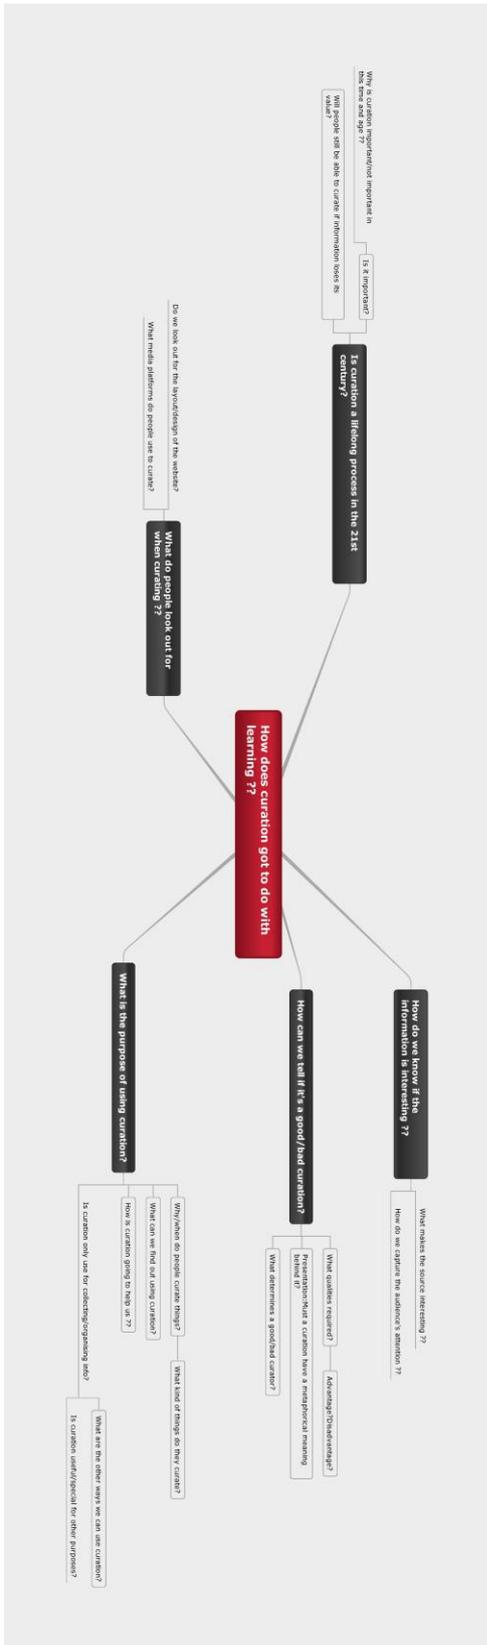 How does curation got to do with
learning ??
Is curation a lifelong process in the 21st
century?
Is it important?
Why is curation important/not important in
this time and age ??
Will people still be able to curate if information loses its
value?
What do people look out for
when curating ??
Do we look out for the layout/design of the website?
What media platforms do people use to curate?
How do we know if the
information is interesting ??
What makes the source interesting ??
How do we capture the audience's attention ??
How can we tell if it's a good/bad curation?
What qualities required?
Advantage?Disadvantage?
Presentation:Must a curation have a metaphorical meaning
behind it?
What determines a good/bad curator?
What is the purpose of using curation?
Why/when do people curate things?
What kind of things do they curate?
What can we find out using curation?
How is curation going to help us ??
Is curation only use for collecting/organising info?
What are the other ways we can use curation?
Is curation useful/special for other purposes?